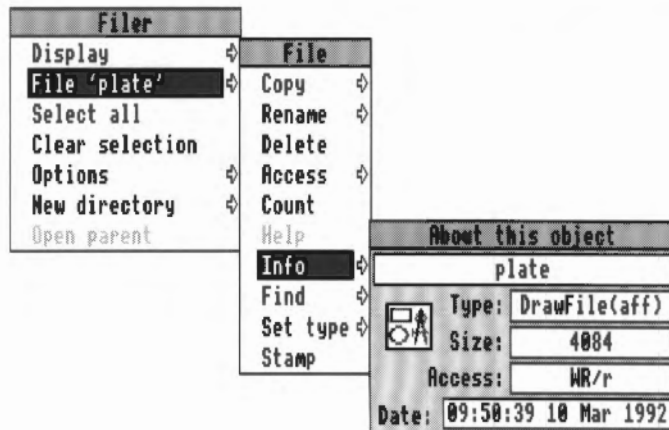 Filer
Display
File ‘plate’
Select all
Clear selection
Options
New directory
Open parent
File
Copy
Rename
Delete
Access
Count
Help
Info
Find
Set type
Stamp
About this object
plate
Type: DrawFile(aff)
Size: 4084
Access: WR/r
Date: 09:50:39 10 Mar 1992